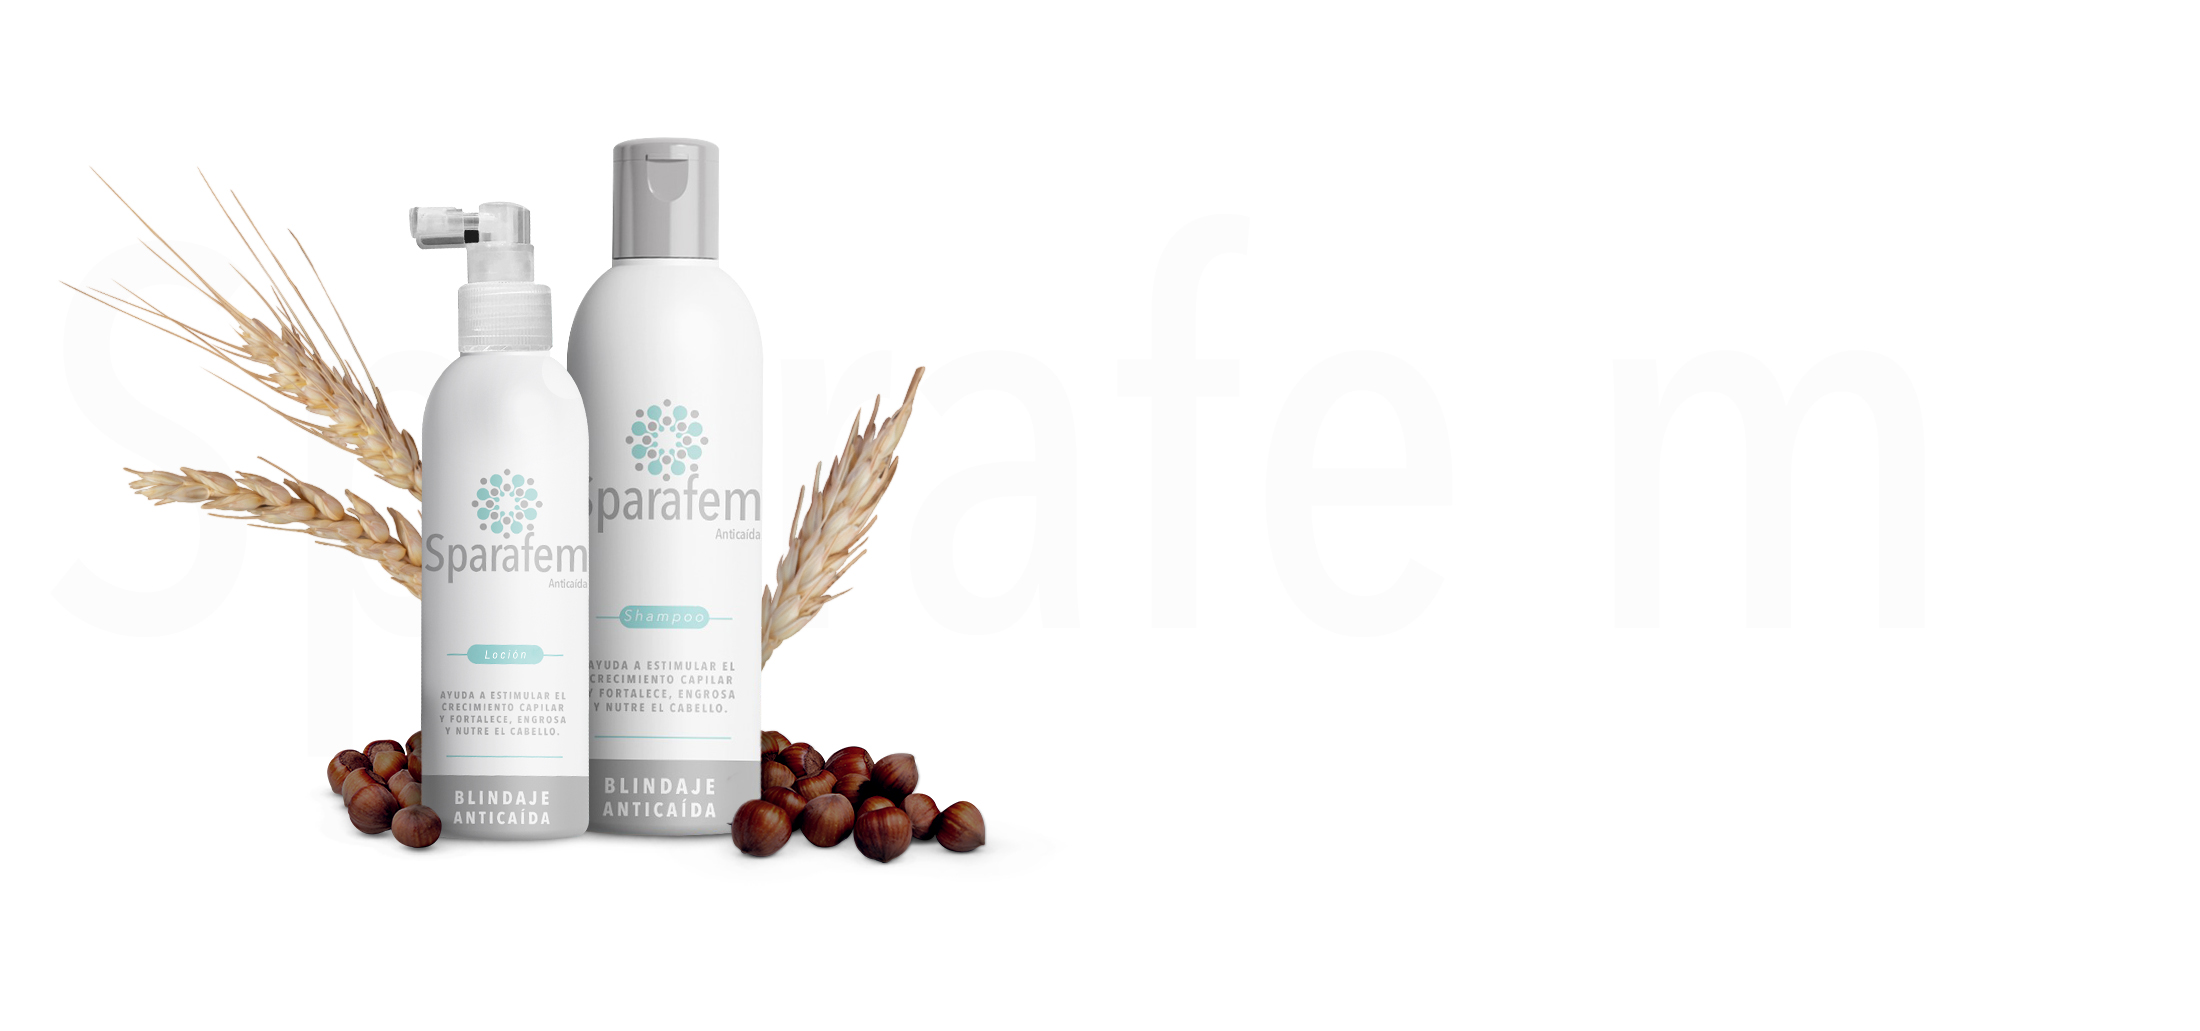 Sparafem
Sparafem
Anticaída
Loción
AYUDA A ESTIMULAR EL
CRECIMIENTO CAPILAR
Y FORTALECE, ENGROSA
Y NUTRE EL CABELLO.
BLINDAJE
ANTICAÍDA
Sparafem
Anticaída
Shampoo
AYUDA A ESTIMULAR EL
CRECIMIENTO CAPILAR
Y FORTALECE, ENGROSA
Y NUTRE EL CABELLO.
BLINDAJE
ANTICAÍDA